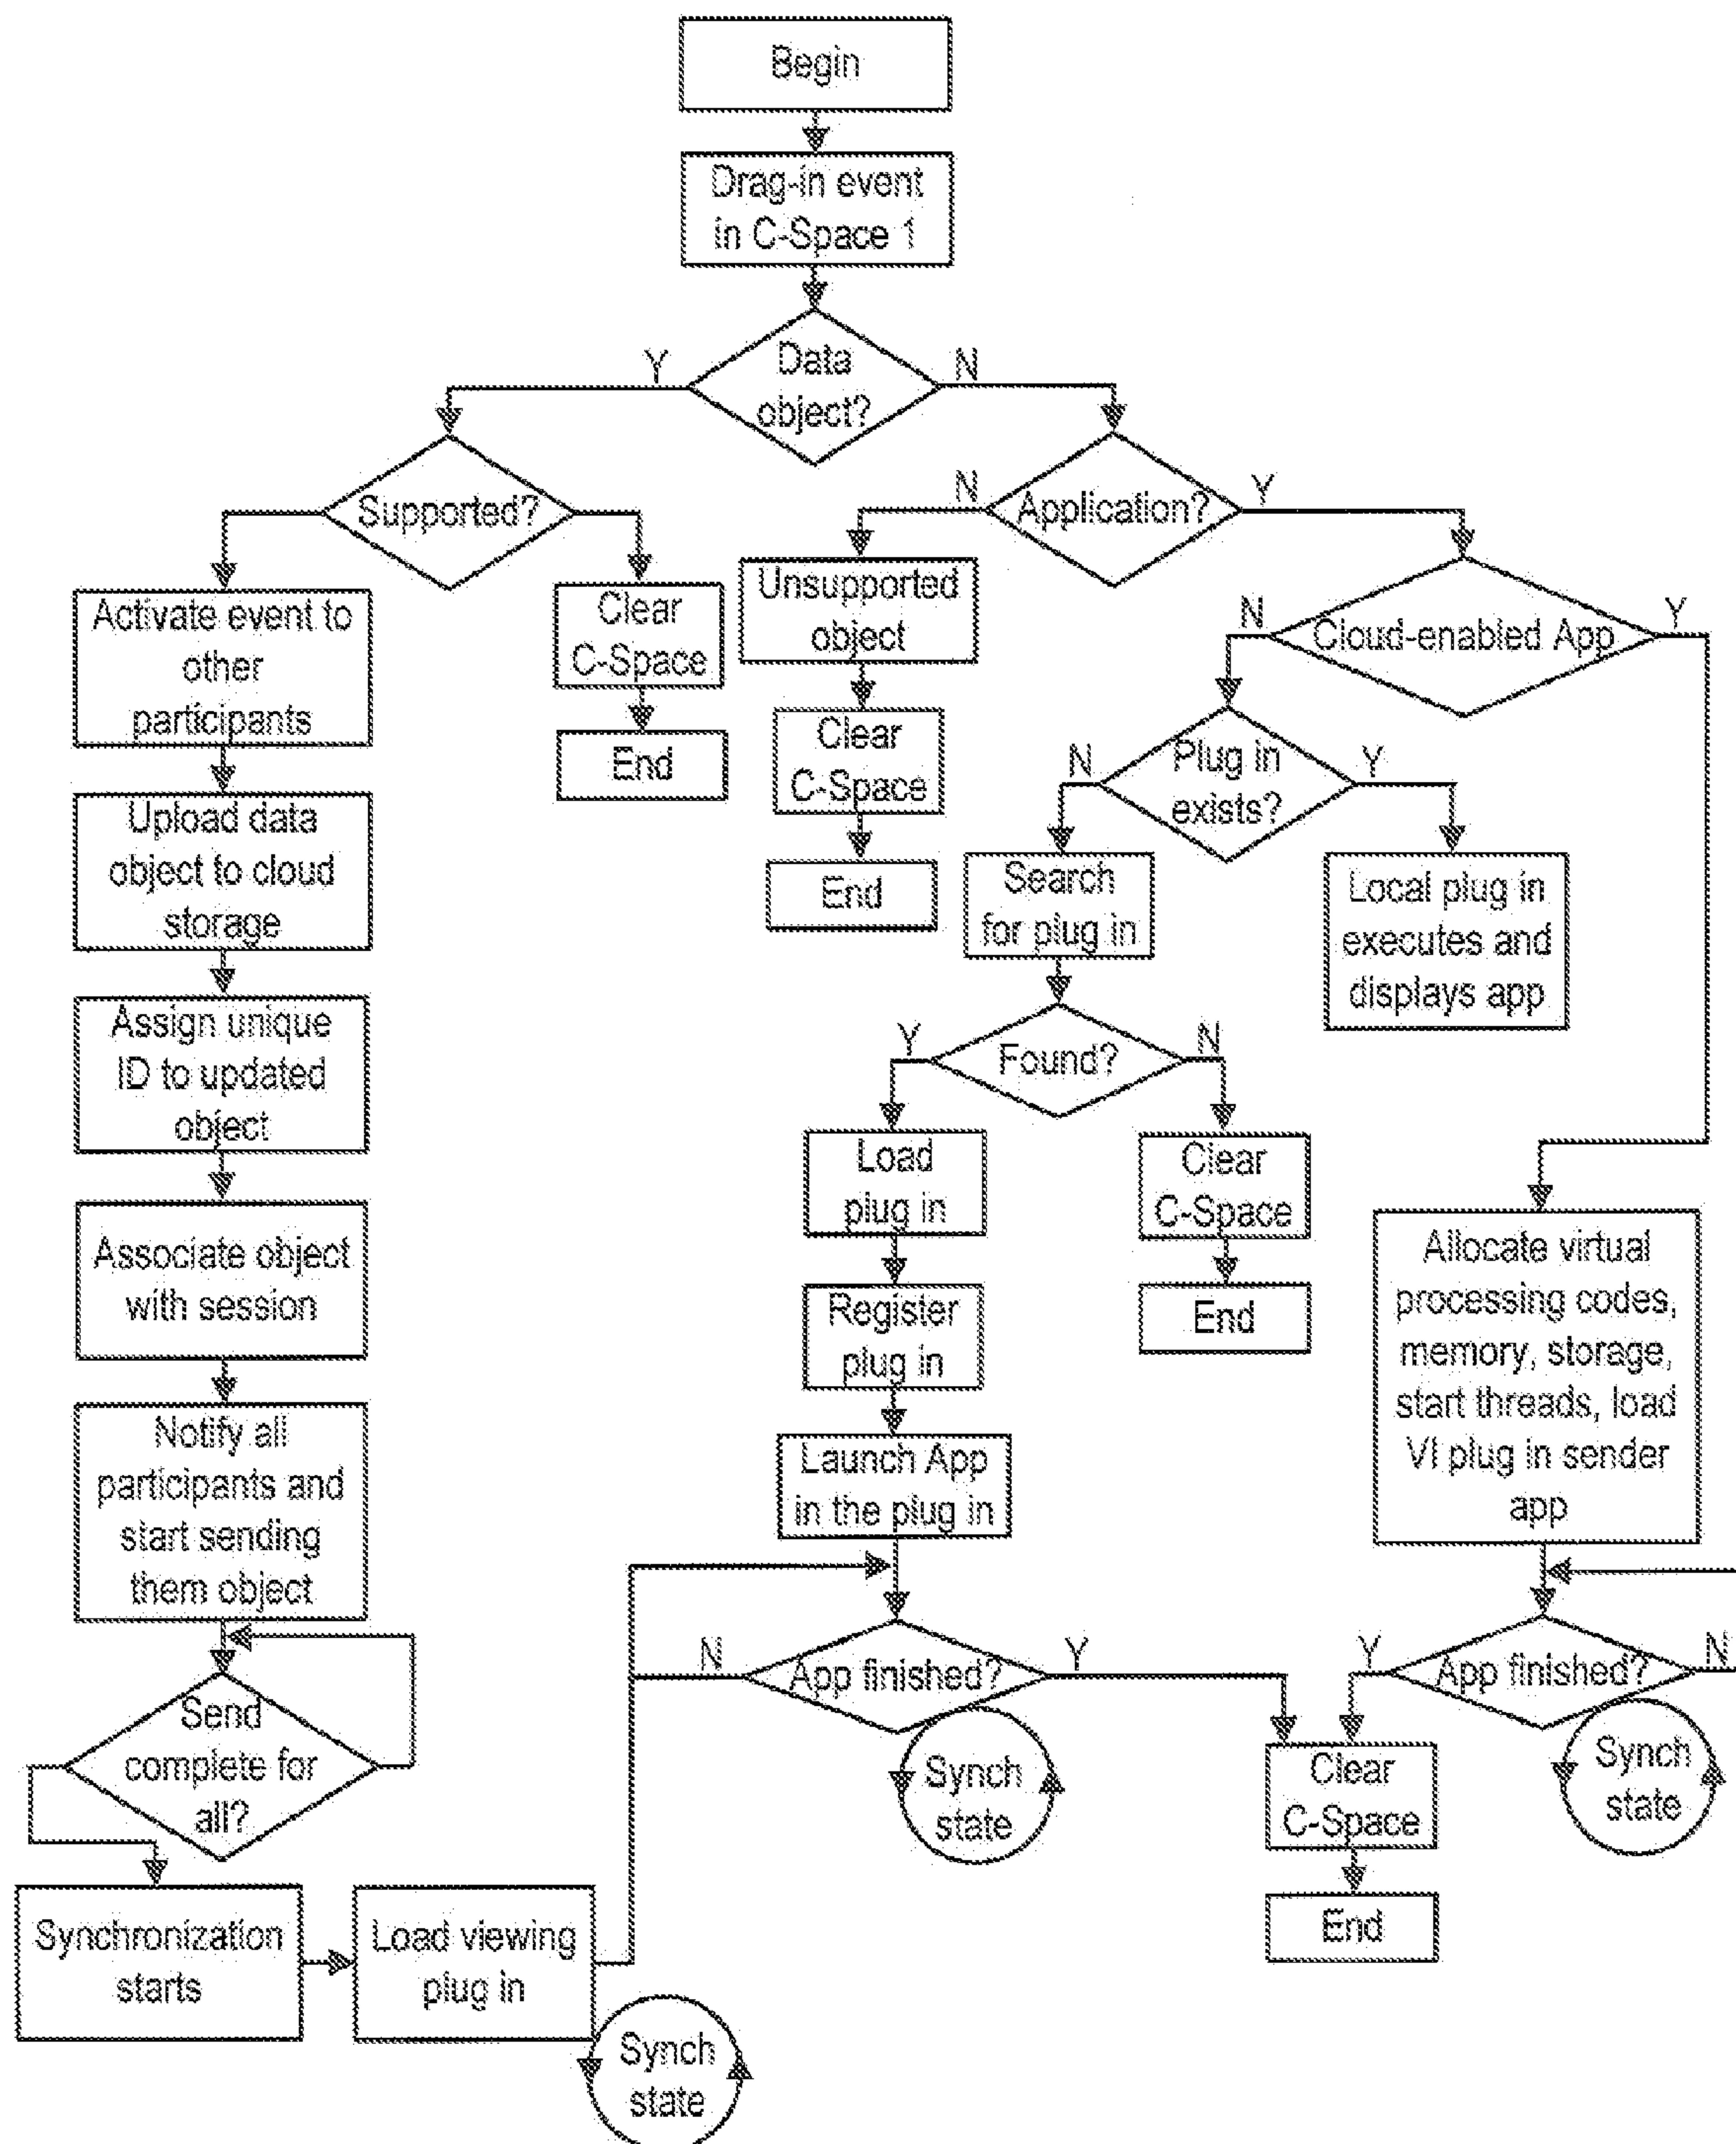 Begin
Drag-in event
in C-Space 1
Data
object?
Y
N
Supported?
Application?
N
Y
Activate event to
other
participants
Clear
C-Space
End
Unsupported
object
Clear
C-Space
End
Cloud-enabled App
N
Y
Plug in
exists?
N
Y
Upload data
object to cloud
storage
Search
for plug in
Local plug in
executes and
displays app
Assign unique
ID to updated
object
Found?
Y
N
Load
plug in
Clear
C-Space
End
Associate object
with session
Register
plug in
Allocate virtual
processing codes,
memory, storage,
start threads, load
VI plug in sender
app
Notify all
participants and
start sending
them object
Launch App
in the plug in
Send
complete for
all?
N
App finished?
Y
Synch
state
Y
App finished?
N
Synch
state
Clear
C-Space
End
Synchronization
starts
Load viewing
plug in
Synch
state